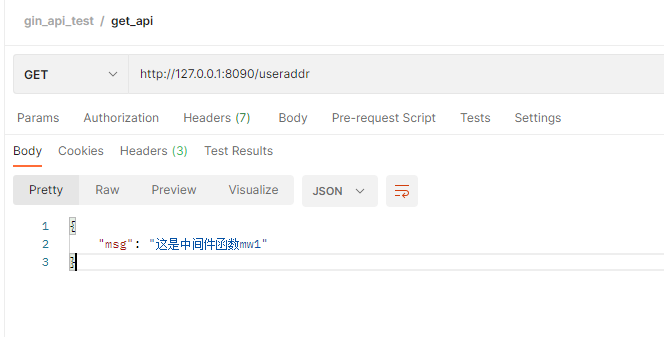 gin_api_test / get_api
GET http://127.0.0.1:8090/useraddr
Params Authorization Headers (7) Body Pre-request Script Tests Settings
Body Cookies Headers (3) Test Results
Pretty Raw Preview Visualize JSON
1 {
2 "msg": "这是中间件函数mw1"
3 }